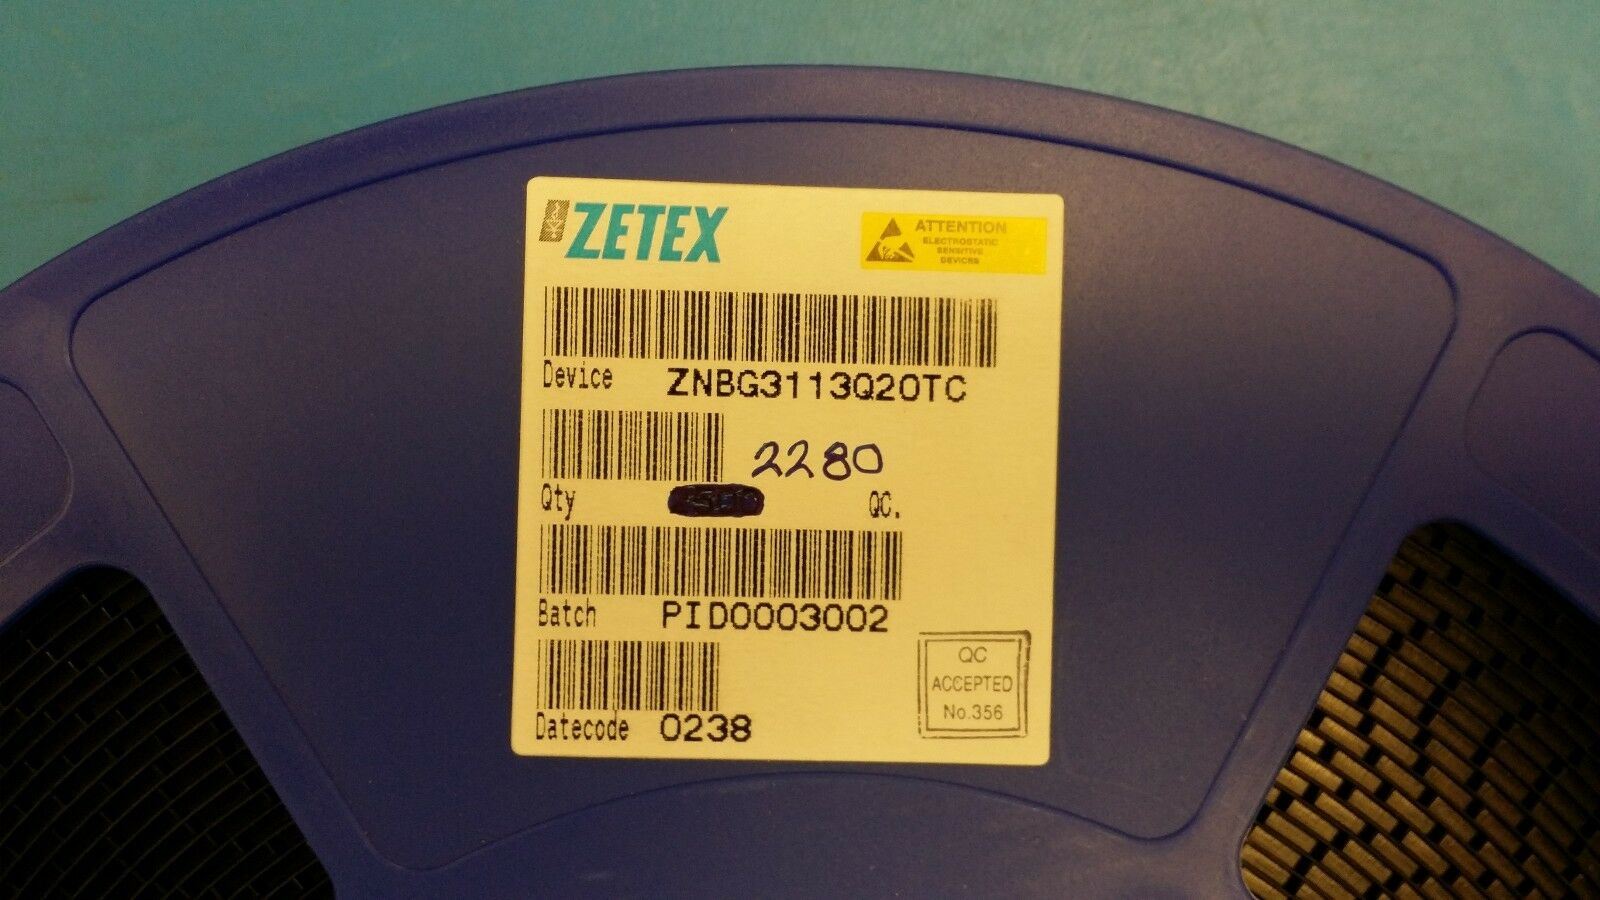 ZETEX
ATTENTION
ELECTROSTATIC
SENSITIVE
DEVICES
Device ZNBG3113Q20TC
2280
Qty QC.
Batch PID0003002
Datecode 0238
QC
ACCEPTED
No.356